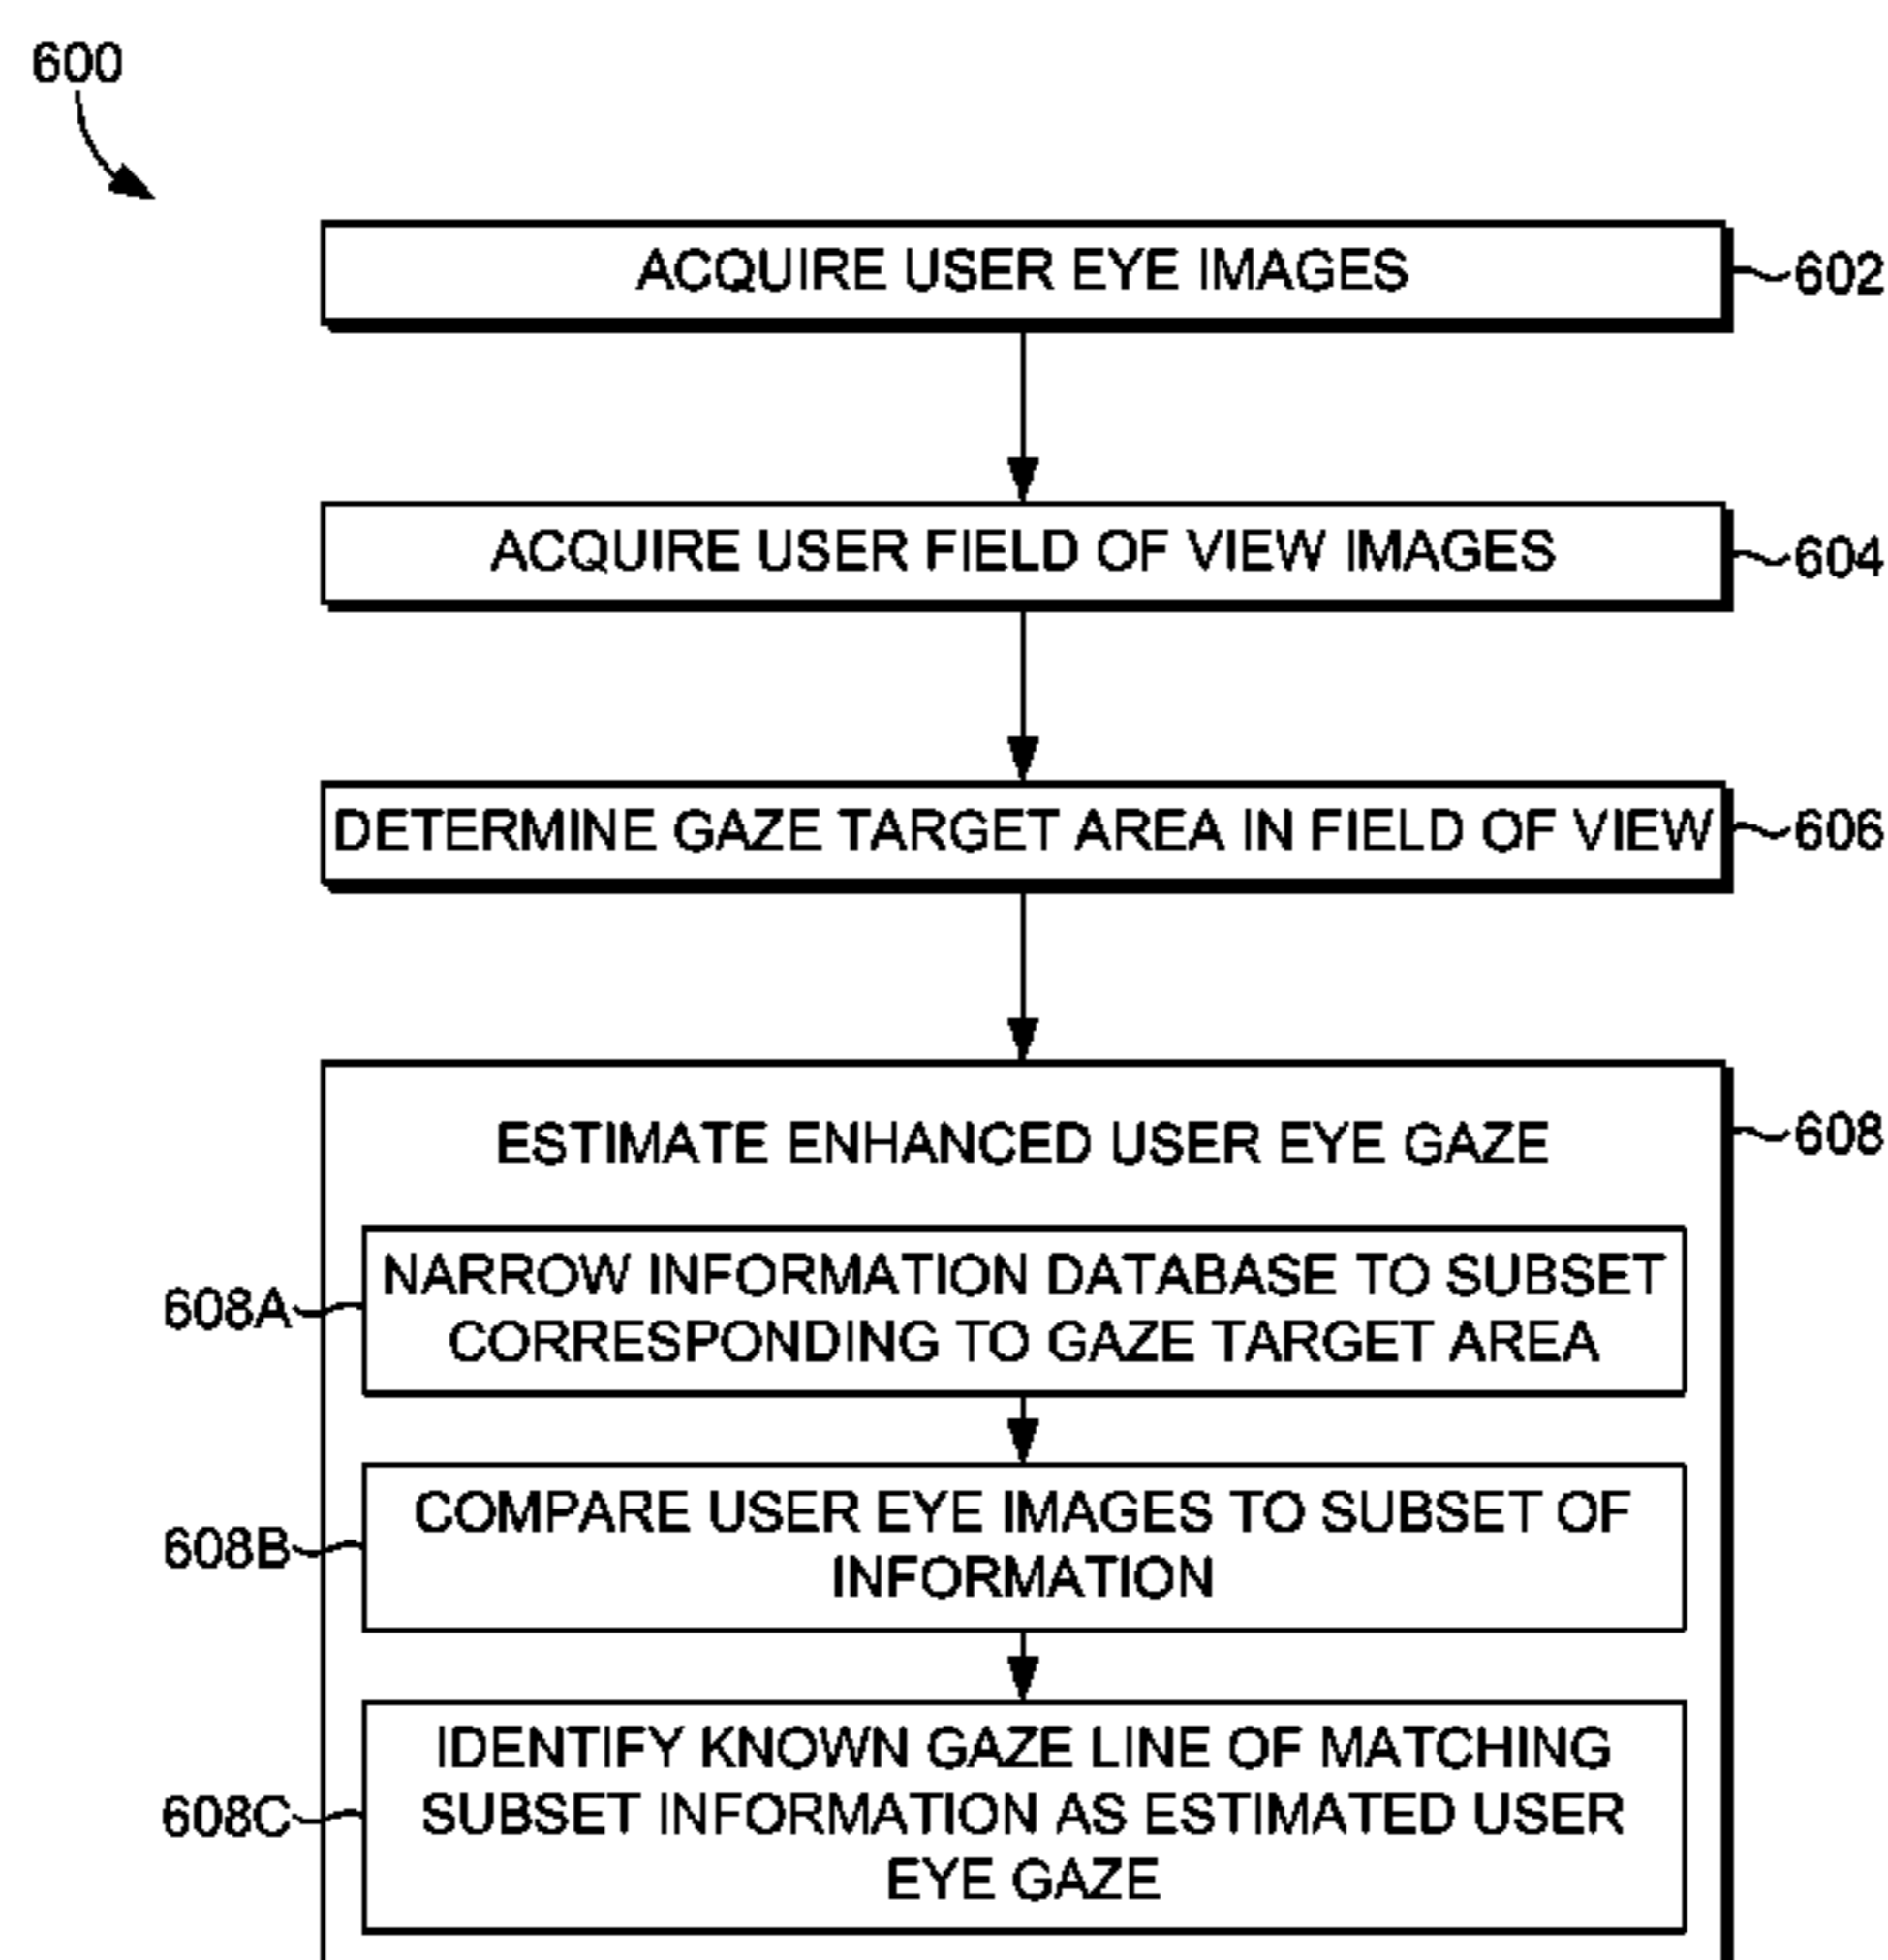 600
ACQUIRE USER EYE IMAGES
602
ACQUIRE USER FIELD OF VIEW IMAGES
604
DETERMINE GAZE TARGET AREA IN FIELD OF VIEW
606
ESTIMATE ENHANCED USER EYE GAZE
608
608A
NARROW INFORMATION DATABASE TO SUBSET
CORRESPONDING TO GAZE TARGET AREA
608B
COMPARE USER EYE IMAGES TO SUBSET OF
INFORMATION
608C
IDENTIFY KNOWN GAZE LINE OF MATCHING
SUBSET INFORMATION AS ESTIMATED USER
EYE GAZE